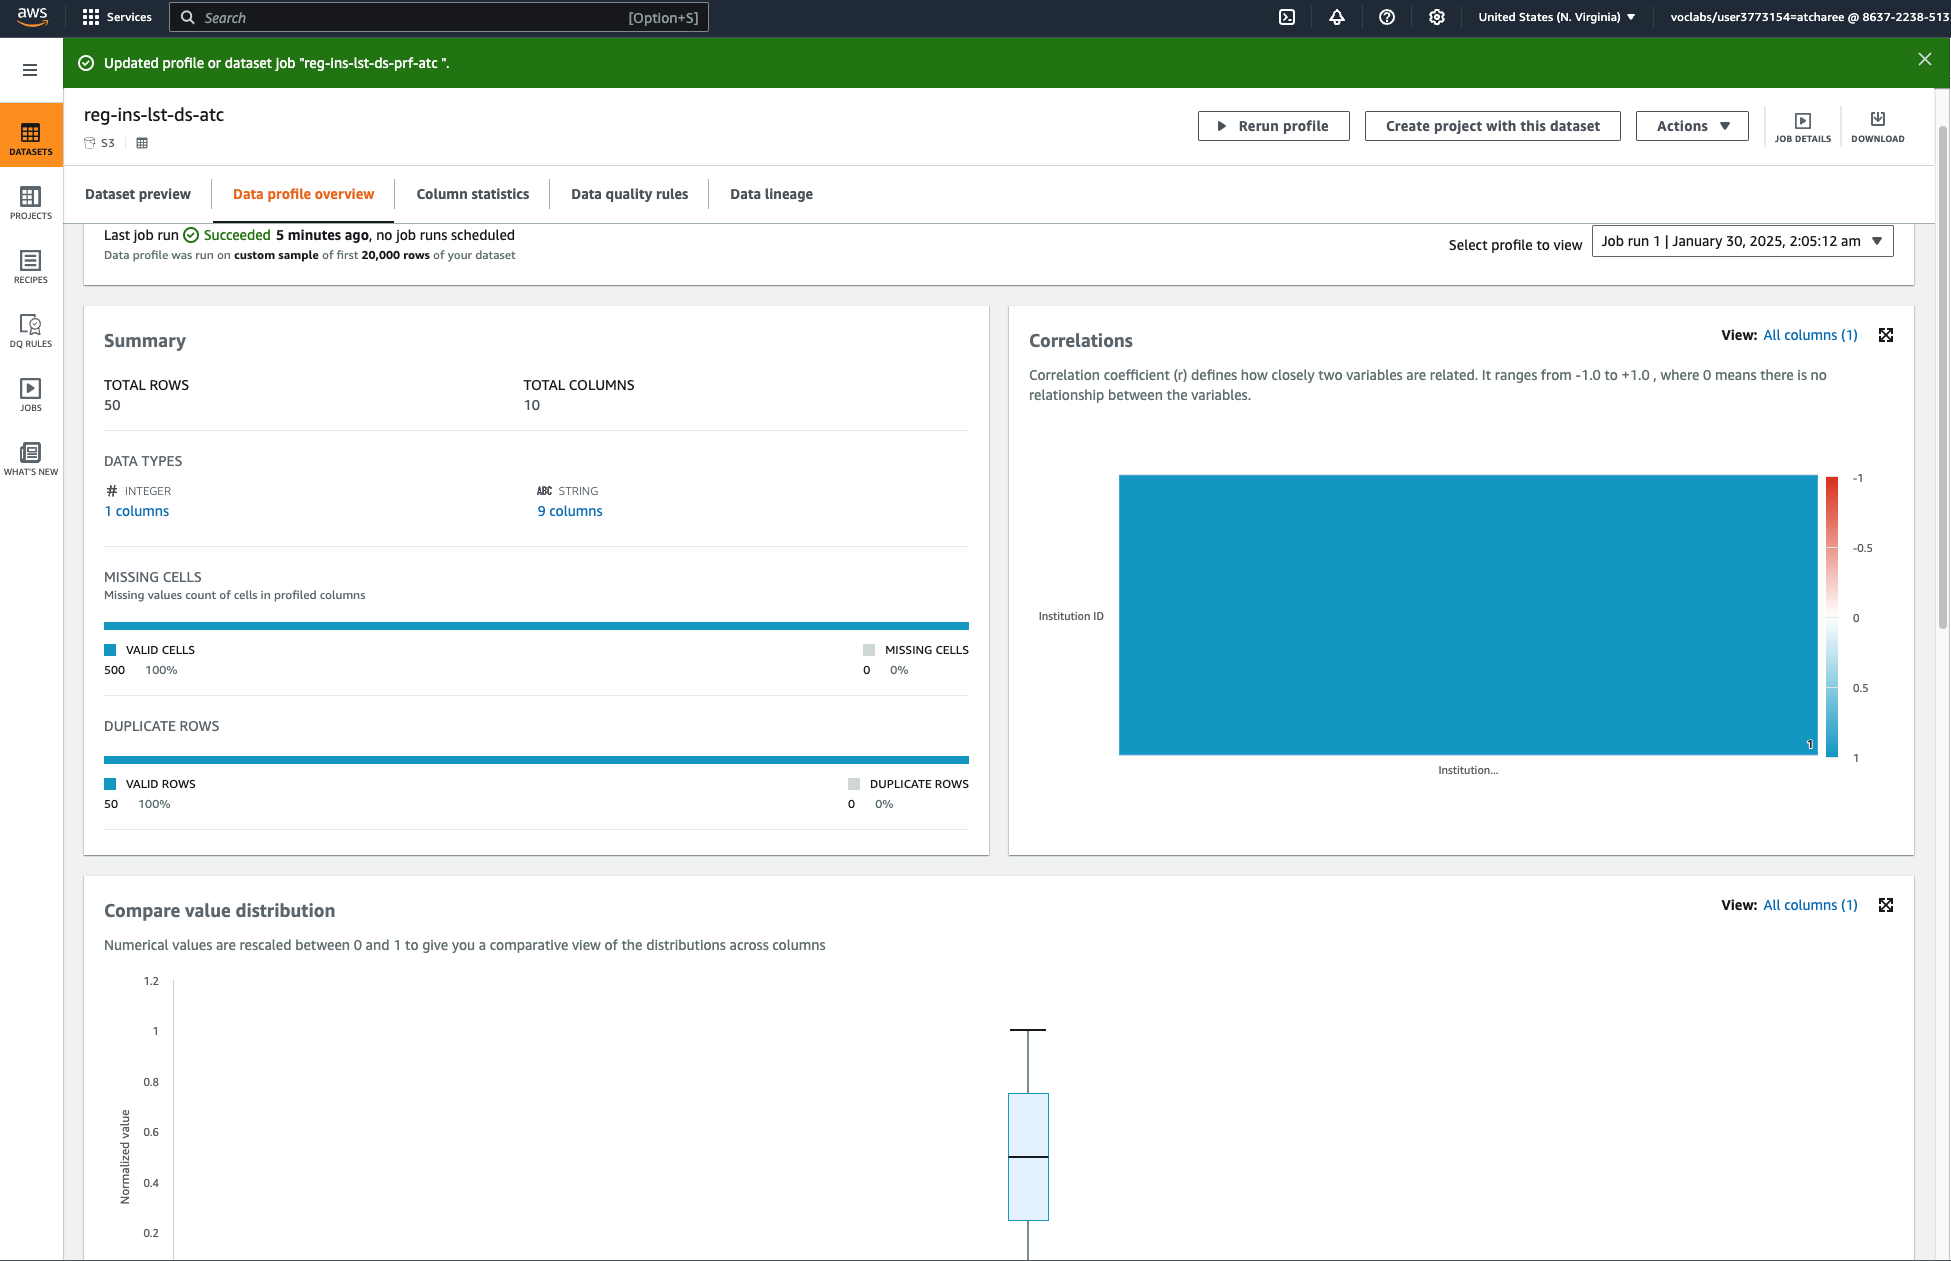 aws
Services
Search
[Option+S]
United States (N. Virginia)
voclabs/user3773154=atcharee @ 8637-2238-513
Updated profile or dataset job "reg-ins-lst-ds-prf-atc ".
DATASETS
PROJECTS
RECIPES
DQ RULES
JOBS
WHAT'S NEW
reg-ins-lst-ds-atc
S3
Rerun profile
Create project with this dataset
Actions
JOB DETAILS
DOWNLOAD
Dataset preview
Data profile overview
Column statistics
Data quality rules
Data lineage
Last job run Succeeded 5 minutes ago, no job runs scheduled
Data profile was run on custom sample of first 20,000 rows of your dataset
Select profile to view
Job run 1 | January 30, 2025, 2:05:12 am
Summary
TOTAL ROWS
50
TOTAL COLUMNS
10
DATA TYPES
# INTEGER
1 columns
ABC STRING
9 columns
MISSING CELLS
Missing values count of cells in profiled columns
VALID CELLS
500 100%
MISSING CELLS
0 0%
DUPLICATE ROWS
VALID ROWS
50 100%
DUPLICATE ROWS
0 0%
Correlations
View: All columns (1)
Correlation coefficient (r) defines how closely two variables are related. It ranges from -1.0 to +1.0 , where 0 means there is no
relationship between the variables.
Institution ID
1
Institution...
-1
-0.5
0
0.5
1
Compare value distribution
View: All columns (1)
Numerical values are rescaled between 0 and 1 to give you a comparative view of the distributions across columns
Normalized value
1.2
1
0.8
0.6
0.4
0.2